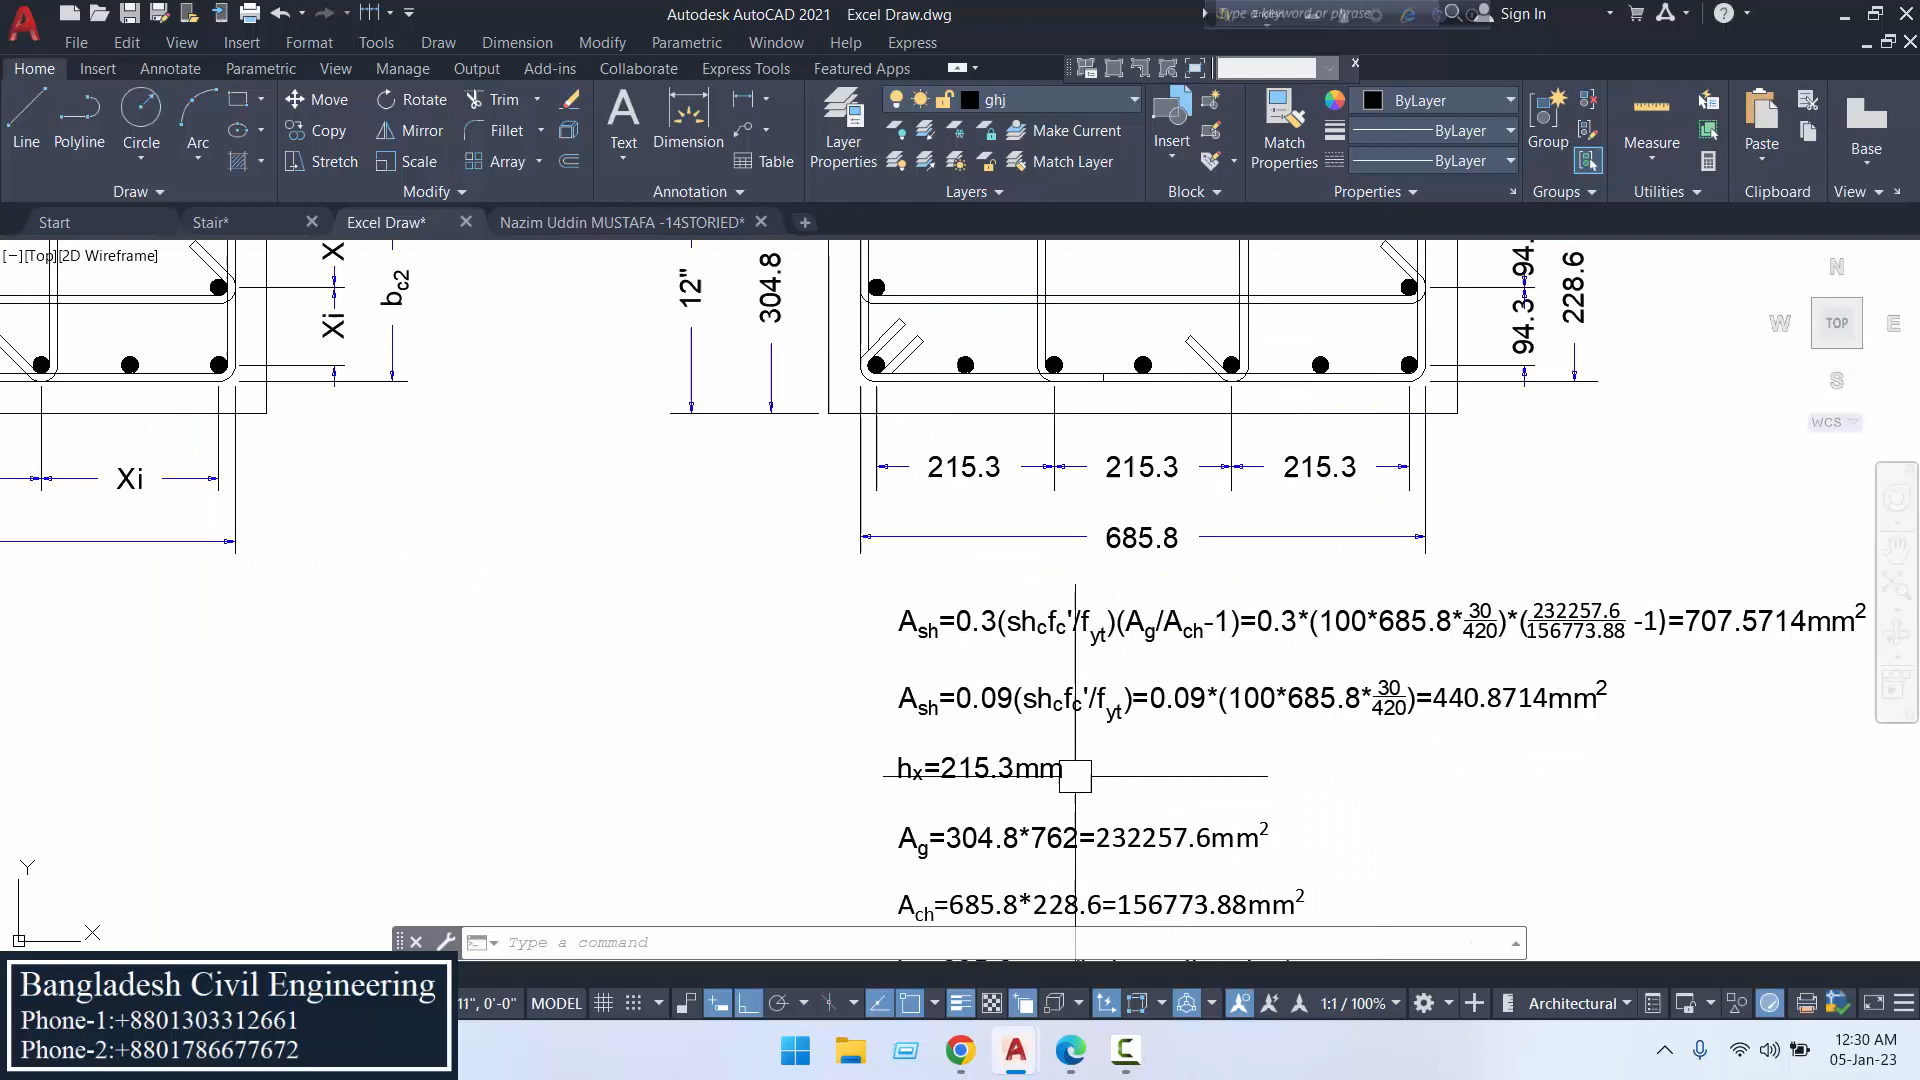 Autodesk AutoCAD 2021 Excel Draw.dwg
Type a keyword or phrase
Sign In
File Edit View Insert Format Tools Draw Dimension Modify Parametric Window Help Express
Home Insert Annotate Parametric View Manage Output Add-ins Collaborate Express Tools Featured Apps
Line
Polyline
Circle
Arc
Draw
Move
Rotate
Trim
Copy
Mirror
Fillet
Stretch
Scale
Array
Modify
Text
Dimension
Table
Annotation
Layer
Properties
ghj
Make Current
Match Layer
Layers
Insert
Block
Match
Properties
ByLayer
ByLayer
ByLayer
Properties
Group
Groups
Measure
Utilities
Paste
Clipboard
Base
View
Start
Stair*
Excel Draw*
Nazim Uddin MUSTAFA -14STORIED*
[−][Top][2D Wireframe]
N
W TOP E
S
WCS
X
Xi
bc2
Xi
12"
304.8
94.
94.3
228.6
215.3 215.3 215.3
685.8
Ash=0.3(shcfc'/fyt)(Ag/Ach-1)=0.3*(100*685.8*30/420)*(232257.6/156773.88 -1)=707.5714mm2
Ash=0.09(shcfc'/fyt)=0.09*(100*685.8*30/420)=440.8714mm2
hx=215.3mm
Ag=304.8*762=232257.6mm2
Ach=685.8*228.6=156773.88mm2
Y
X
Type a command
Bangladesh Civil Engineering
Phone-1:+8801303312661
Phone-2:+8801786677672
11", 0'-0" MODEL
1:1 / 100%
Architectural
12:30 AM
05-Jan-23